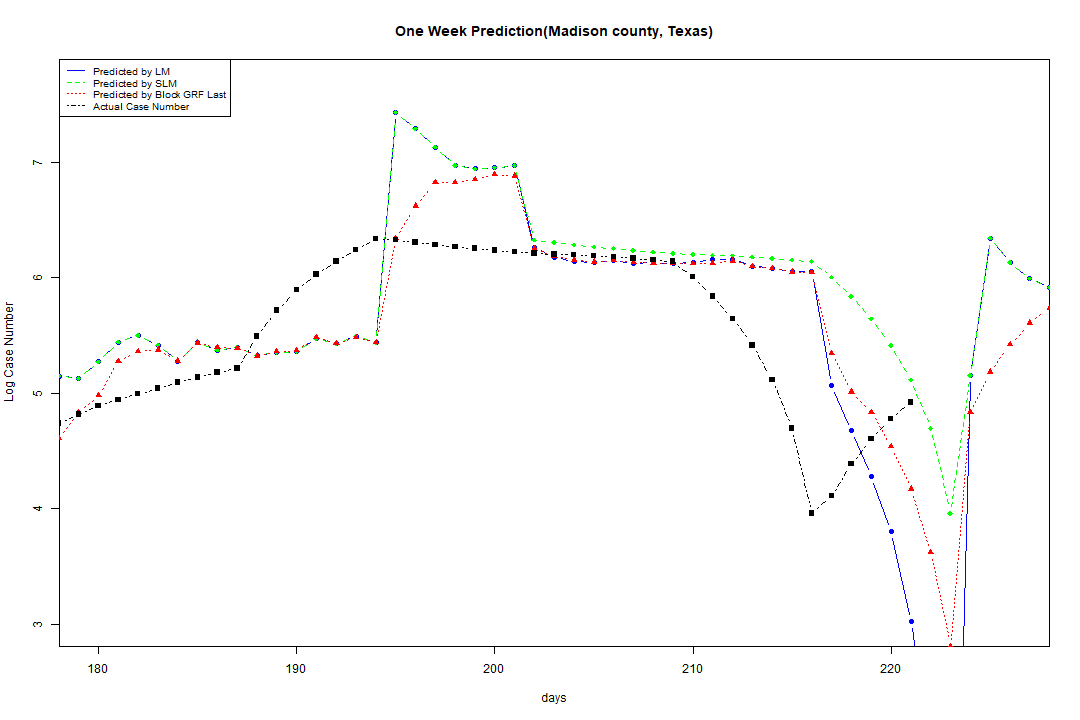 One Week Prediction(Madison county, Texas)
Predicted by LM
Predicted by SLM
Predicted by Block GRF Last
Actual Case Number
Log Case Number
7
6
5
4
3
180 190 200 210 220
days